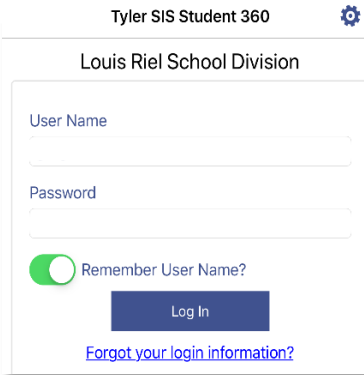 Tyler SIS Student 360
Louis Riel School Division
User Name
Password
Remember User Name?
Log In
Forgot your login information?